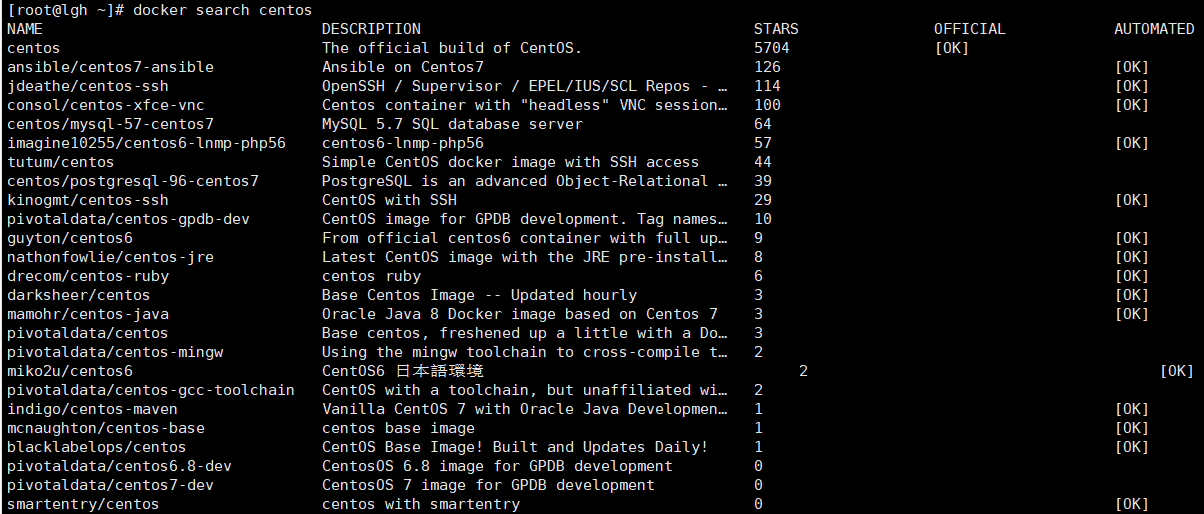 [root@lgh ~]# docker search centos
NAME DESCRIPTION STARS OFFICIAL AUTOMATED
centos The official build of CentOS. 5704 [OK]
ansible/centos7-ansible Ansible on Centos7 126 [OK]
jdeathe/centos-ssh OpenSSH / Supervisor / EPEL/IUS/SCL Repos - … 114 [OK]
consol/centos-xfce-vnc Centos container with "headless" VNC session… 100 [OK]
centos/mysql-57-centos7 MySQL 5.7 SQL database server 64
imagine10255/centos6-lnmp-php56 centos6-lnmp-php56 57 [OK]
tutum/centos Simple CentOS docker image with SSH access 44
centos/postgresql-96-centos7 PostgreSQL is an advanced Object-Relational … 39
kinogmt/centos-ssh CentOS with SSH 29 [OK]
pivotaldata/centos-gpdb-dev CentOS image for GPDB development. Tag names… 10
guyton/centos6 From official centos6 container with full up… 9 [OK]
nathonfowlie/centos-jre Latest CentOS image with the JRE pre-install… 8 [OK]
drecom/centos-ruby centos ruby 6 [OK]
darksheer/centos Base Centos Image -- Updated hourly 3 [OK]
mamohr/centos-java Oracle Java 8 Docker image based on Centos 7 3 [OK]
pivotaldata/centos Base centos, freshened up a little with a Do… 3
pivotaldata/centos-mingw Using the mingw toolchain to cross-compile t… 2
miko2u/centos6 CentOS6 日本語環境 2 [OK]
pivotaldata/centos-gcc-toolchain CentOS with a toolchain, but unaffiliated wi… 2
indigo/centos-maven Vanilla CentOS 7 with Oracle Java Developmen… 1 [OK]
mcnaughton/centos-base centos base image 1 [OK]
blacklabelops/centos CentOS Base Image! Built and Updates Daily! 1 [OK]
pivotaldata/centos6.8-dev CentosOS 6.8 image for GPDB development 0
pivotaldata/centos7-dev CentosOS 7 image for GPDB development 0
smartentry/centos centos with smartentry 0 [OK]